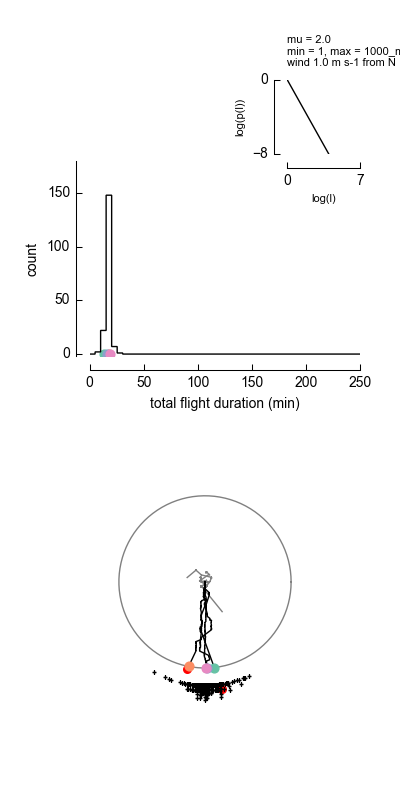 mu = 2.0
min = 1, max = 1000_m
wind 1.0 m s-1 from N
0
log(p(l))
−8
0 7
log(l)
150
100
count
50
0
0 50 100 150 200 250
total flight duration (min)